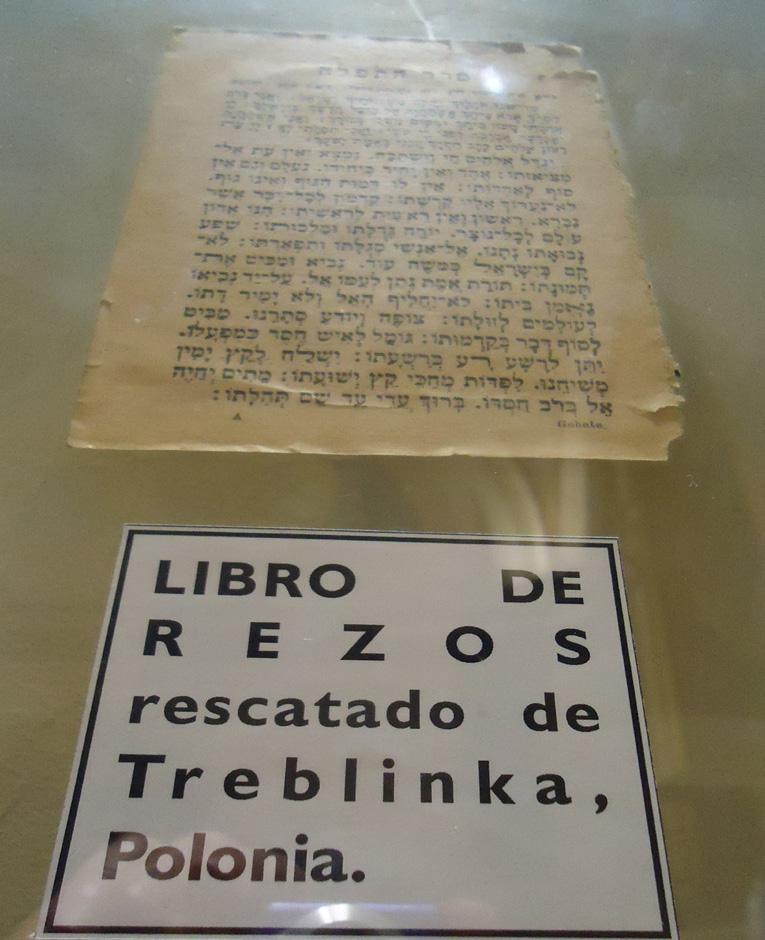 סדר התפלה
יגדל אלהים חי וישתבח. נמצא ואין עת אל־
מציאותו: אחד ואין יחיד כיחודו. נעלם וגם אין
סוף לאחדותו: אין לו דמות הגוף ואינו גוף.
לא־נערוך אליו קדשתו: קדמון לכל־דבר אשר
נברא. ראשון ואין ראשית לראשיתו: הנו אדון
עולם לכל־נוצר. יורה גדלתו ומלכותו: שפע
נבואתו נתנו. אל־אנשי סגלתו ותפארתו: לא־
קם בישראל כמשה עוד. נביא ומביט את־
תמונתו: תורת אמת נתן לעמו אל. על־יד נביאו
נאמן ביתו: לא־יחליף האל ולא ימיר דתו.
לעולמים לזולתו: צופה ויודע סתרנו. מביט
לסוף דבר בקדמותו: גומל לאיש חסד כמפעלו.
יתן לרשע רע ברשעתו: ישלח לקץ ימין
משיחנו. לפדות מחכי קץ ישועתו: מתים יחיה
אל ברב חסדו. ברוך עדי עד שם תהלתו:
Gebete.
LIBRO DE
REZOS
rescatado de
Treblinka,
Polonia.